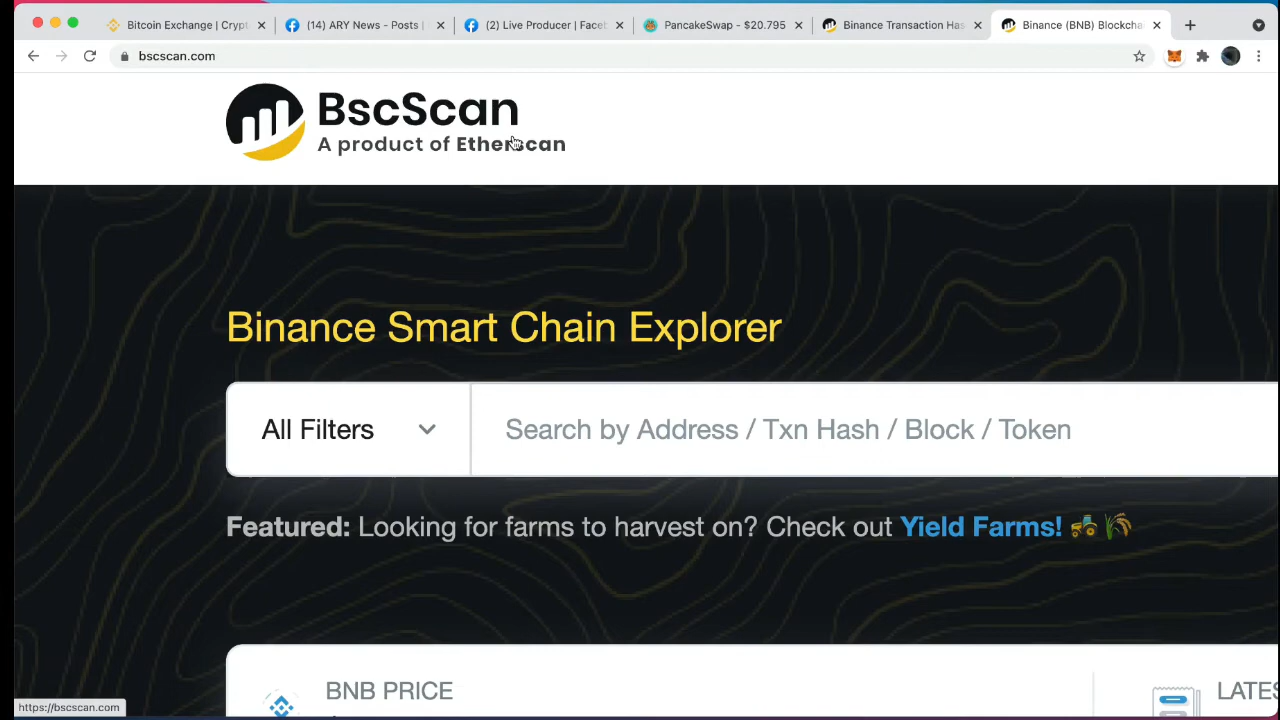 Bitcoin Exchange | Crypt
(14) ARY News - Posts |
(2) Live Producer | Faceb
PancakeSwap - $20.795
Binance Transaction Has
Binance (BNB) Blockcha
bscscan.com
BscScan
A product of Etherscan
Binance Smart Chain Explorer
All Filters
Search by Address / Txn Hash / Block / Token
Featured: Looking for farms to harvest on? Check out Yield Farms! 🚜🌾
BNB PRICE
LATES
https://bscscan.com